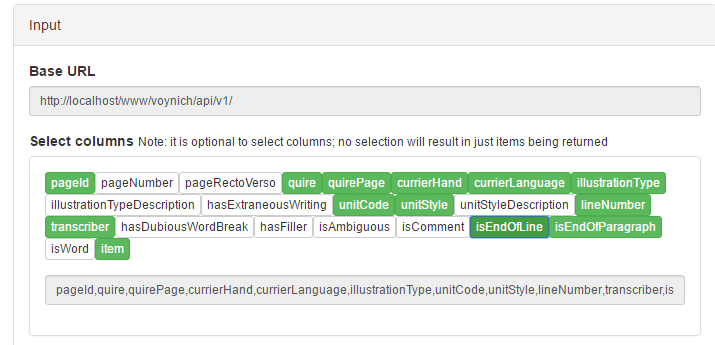 Input
Base URL
http://localhost/www/voynich/api/v1/
Select columns Note: it is optional to select columns; no selection will result in just items being returned
pageId pageNumber pageRectoVerso quire quirePage currierHand currierLanguage illustrationType
illustrationTypeDescription hasExtraneousWriting unitCode unitStyle unitStyleDescription lineNumber
transcriber hasDubiousWordBreak hasFiller isAmbiguous isComment isEndOfLine isEndOfParagraph
isWord item
pageId,quire,quirePage,currierHand,currierLanguage,illustrationType,unitCode,unitStyle,lineNumber,transcriber,is